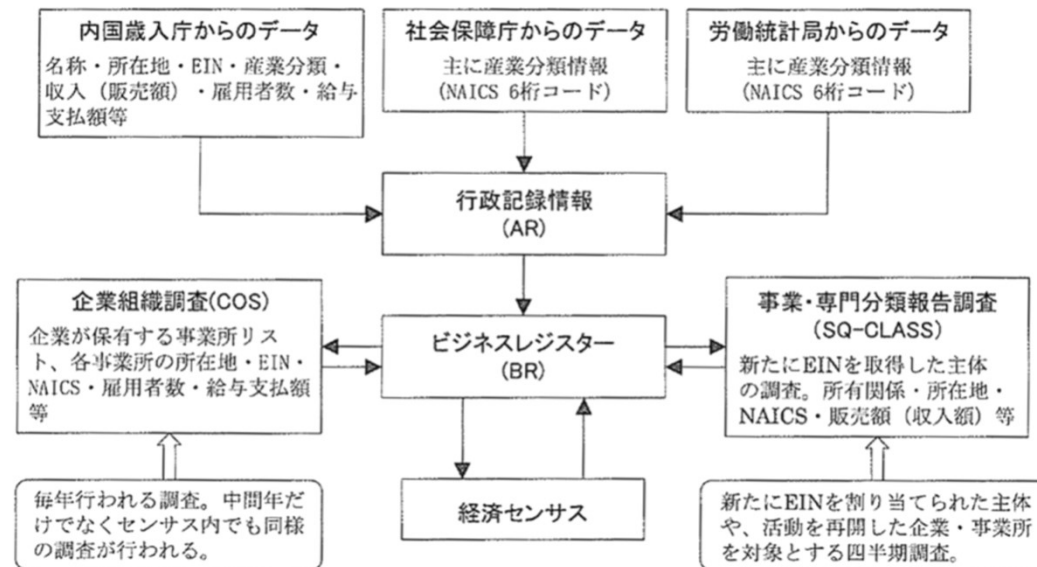 内国歳入庁からのデータ
名称・所在地・EIN・産業分類・
収入（販売額）・雇用者数・給与
支払額等
社会保障庁からのデータ
主に産業分類情報
(NAICS 6桁コード)
労働統計局からのデータ
主に産業分類情報
(NAICS 6桁コード)
行政記録情報
(AR)
企業組織調査(COS)
企業が保有する事業所リス
ト、各事業所の所在地・EIN・
NAICS・雇用者数・給与支払額
等
ビジネスレジスター
(BR)
事業・専門分類報告調査
(SQ-CLASS)
新たにEINを取得した主体
の調査。所有関係・所在地・
NAICS・販売額（収入額）等
毎年行われる調査。中間年だ
けでなくセンサス内でも同様
の調査が行われる。
経済センサス
新たにEINを割り当てられた主体
や、活動を再開した企業・事業所
を対象とする四半期調査。